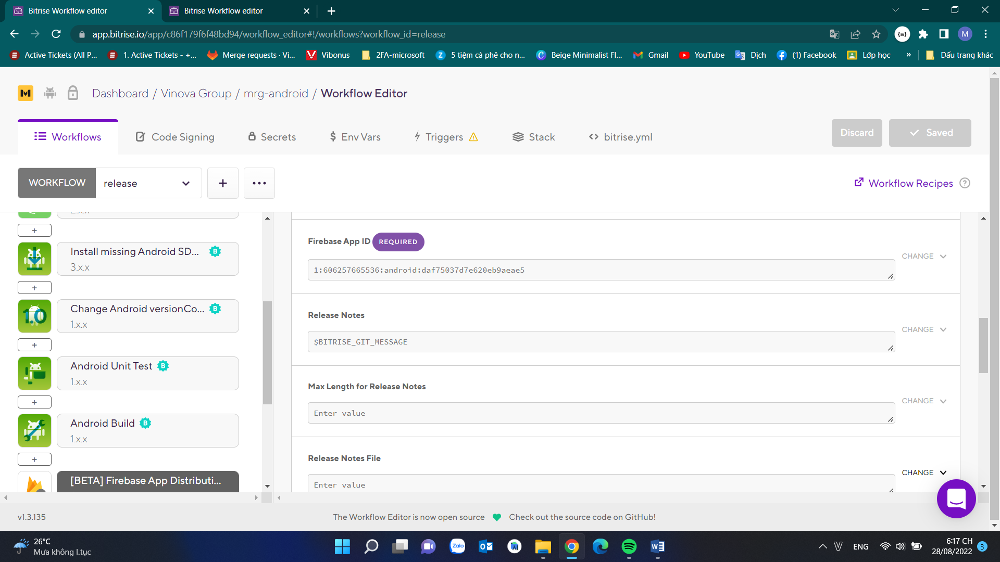 Bitrise Workflow editor
Bitrise Workflow editor
app.bitrise.io/app/c86f179f6f48bd94/workflow_editor#!/workflows?workflow_id=release
M
Active Tickets (All P...
1. Active Tickets - +...
Merge requests · Vi...
Vibonus
2FA-microsoft
5 tiệm cà phê cho n...
Beige Minimalist Fl...
Gmail
YouTube
Dịch
(1) Facebook
Lớp học
»
Dấu trang khác
Dashboard / Vinova Group / mrg-android / Workflow Editor
Workflows
Code Signing
Secrets
$ Env Vars
Triggers
Stack
<> bitrise.yml
Discard
Saved
WORKFLOW
release
+
Workflow Recipes ?
2.x.x
+
Install missing Android SD...
3.x.x
+
1.0
Change Android versionCo...
1.x.x
+
Android Unit Test
1.x.x
+
Android Build
1.x.x
+
[BETA] Firebase App Distributi...
Firebase App ID REQUIRED
CHANGE
1:606257665536:android:daf75037d7e620eb9aeae5
Release Notes
CHANGE
$BITRISE_GIT_MESSAGE
Max Length for Release Notes
CHANGE
Enter value
Release Notes File
CHANGE
Enter value
v1.3.135
The Workflow Editor is now open source
Check out the source code on GitHub!
26°C
Mưa không l.tục
Zalo
ENG
6:17 CH
28/08/2022
3